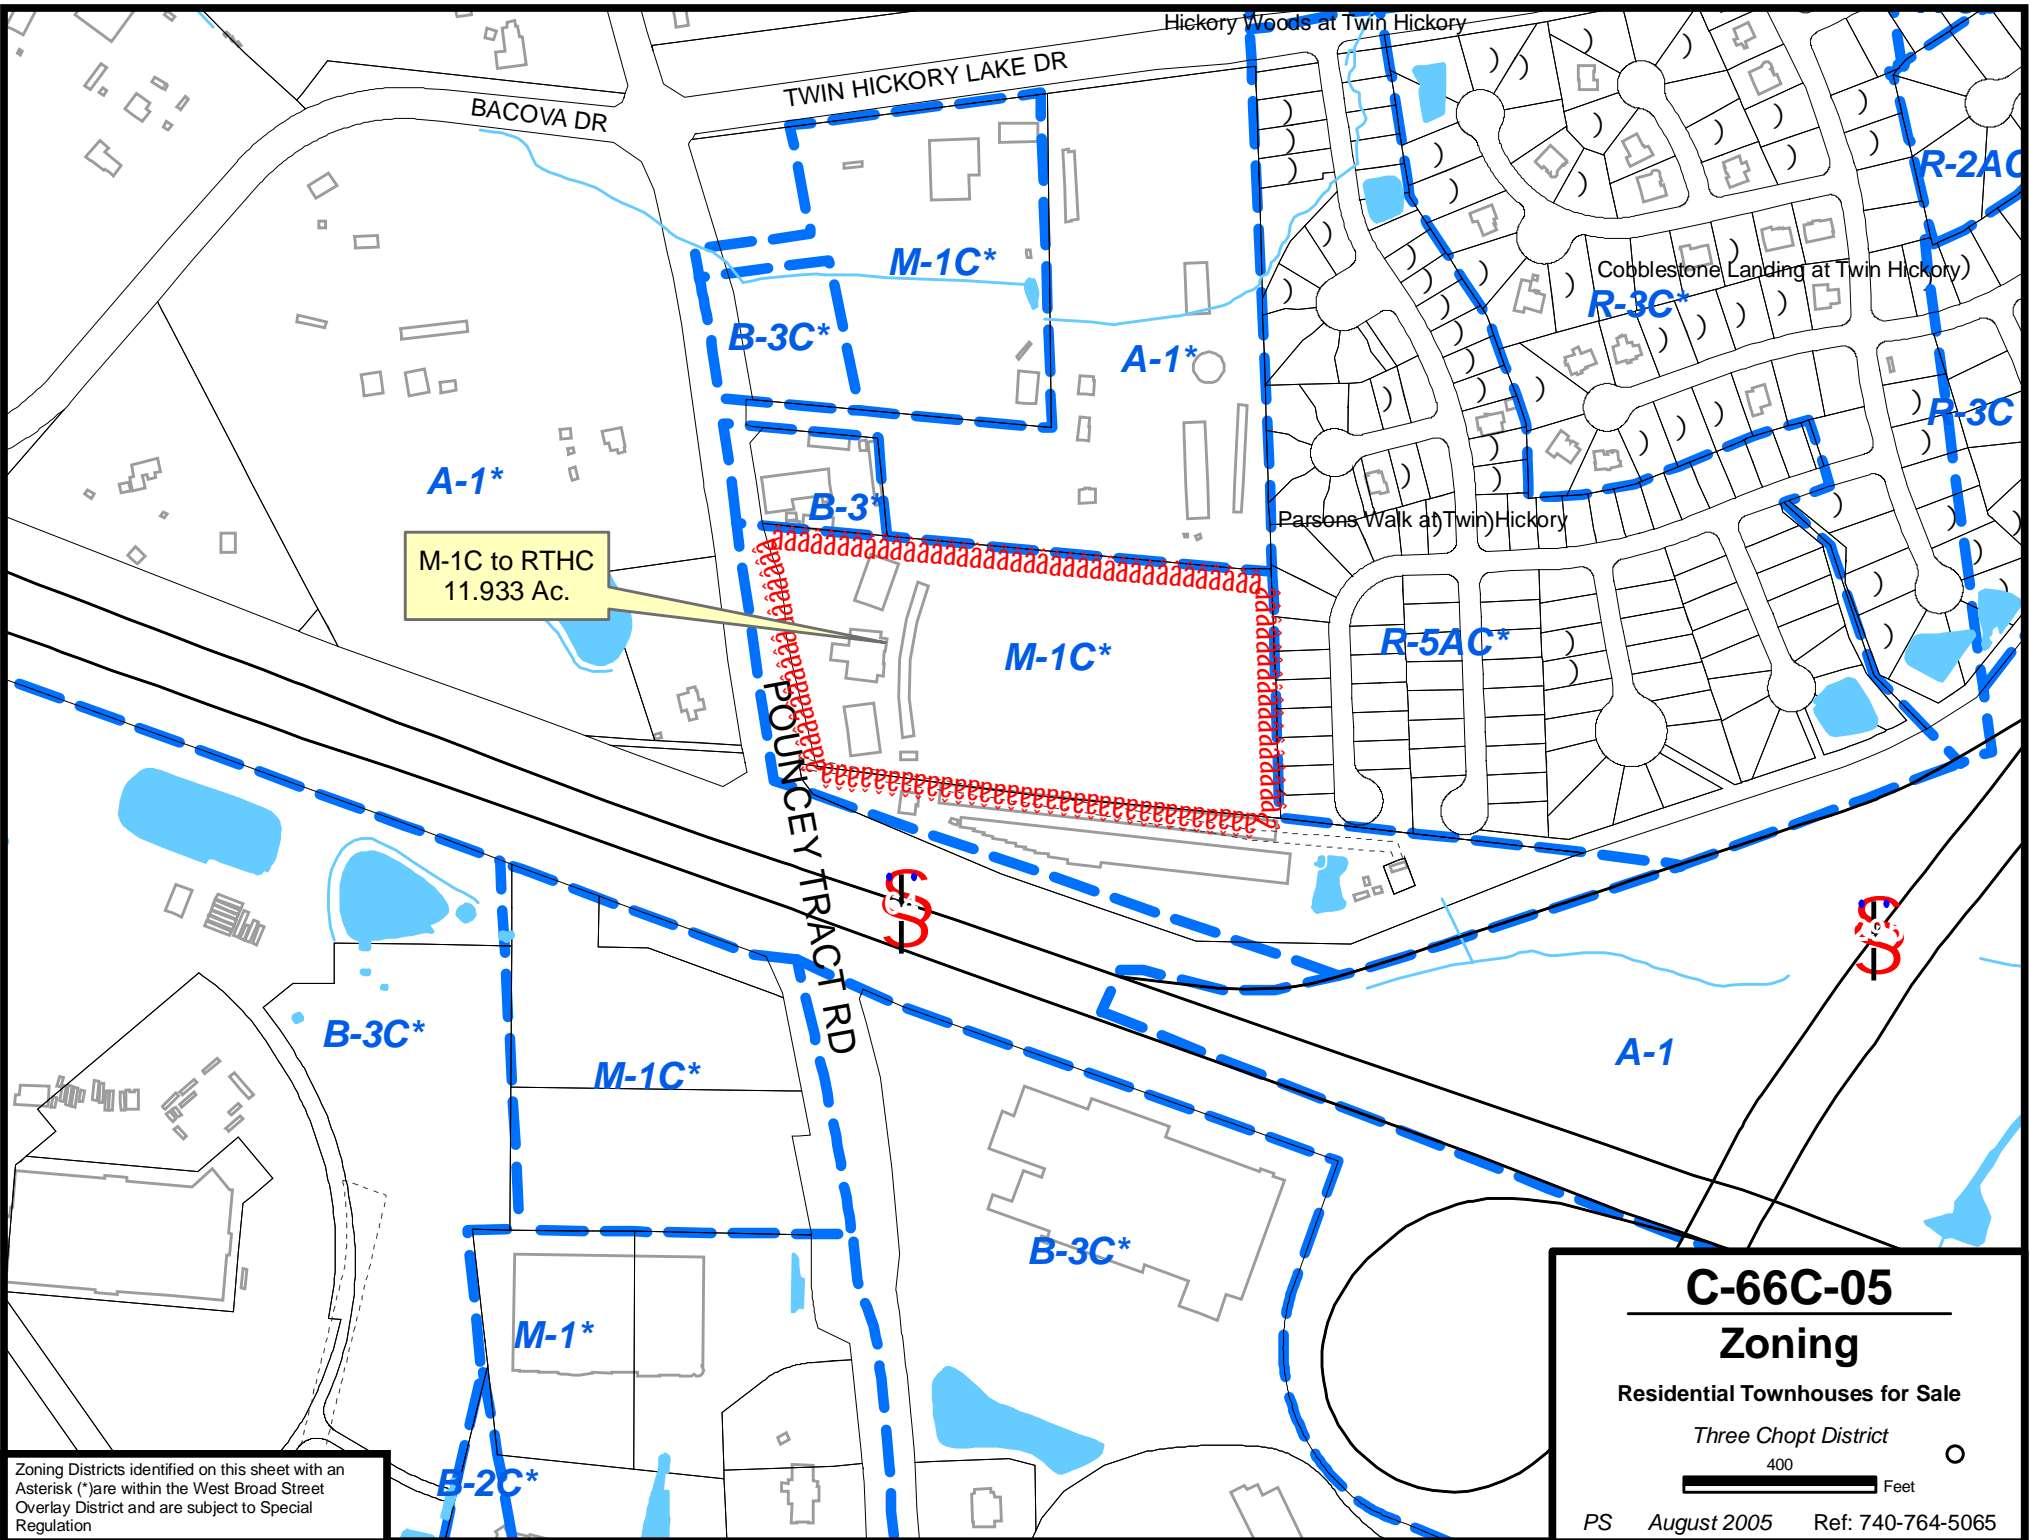 Hickory Woods at Twin Hickory
TWIN HICKORY LAKE DR
BACOVA DR
R-2AC
M-1C*
Cobblestone Landing at Twin Hickory
R-3C*
B-3C*
A-1*
R-3C
A-1*
B-3*
Parsons Walk at Twin Hickory
M-1C to RTHC
11.933 Ac.
M-1C*
R-5AC*
POUNCEY TRACT RD
B-3C*
M-1C*
A-1
B-3C*
M-1*
B-2C*
C-66C-05
Zoning
Residential Townhouses for Sale
Three Chopt District
400
Feet
PS August 2005 Ref: 740-764-5065
Zoning Districts identified on this sheet with an
Asterisk (*)are within the West Broad Street
Overlay District and are subject to Special
Regulation